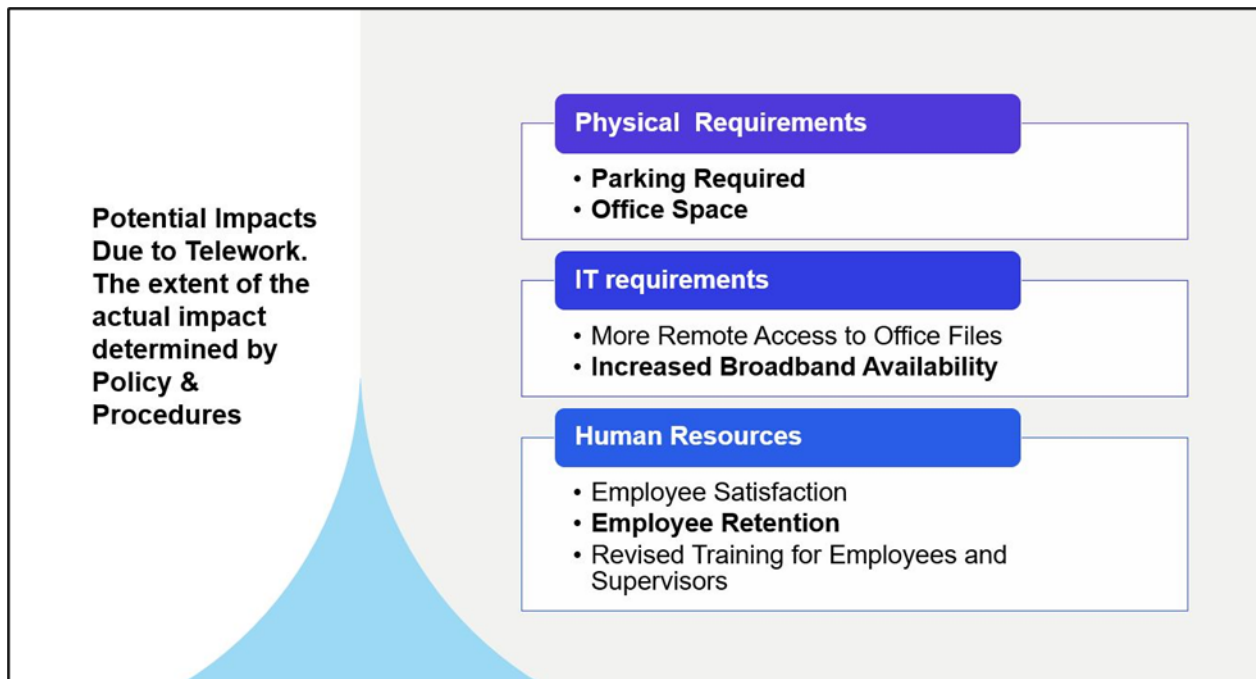 Potential Impacts
Due to Telework.
The extent of the
actual impact
determined by
Policy &
Procedures
Physical  Requirements
• Parking Required
• Office Space
IT requirements
• More Remote Access to Office Files
• Increased Broadband Availability
Human Resources
• Employee Satisfaction
• Employee Retention
• Revised Training for Employees and
Supervisors